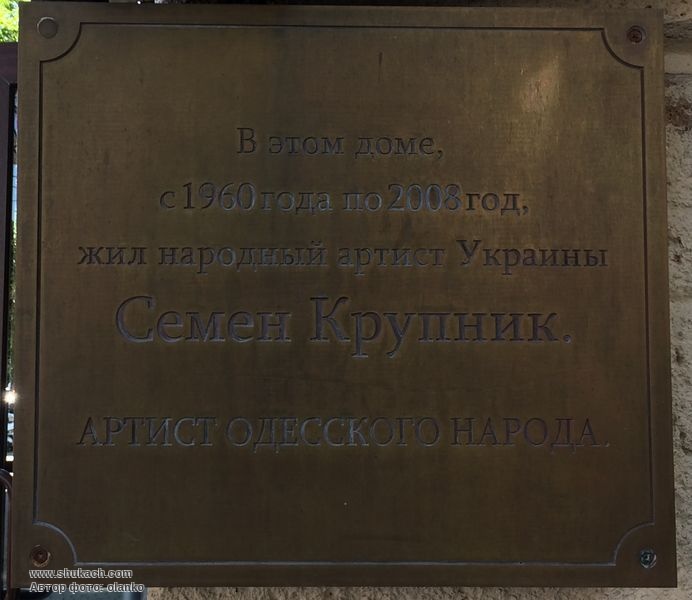 В этом доме,
с 1960 года по 2008 год,
жил народный артист Украины
Семен Крупник.
АРТИСТ ОДЕССКОГО НАРОДА.
www.shukach.com
Автор фото: olanko